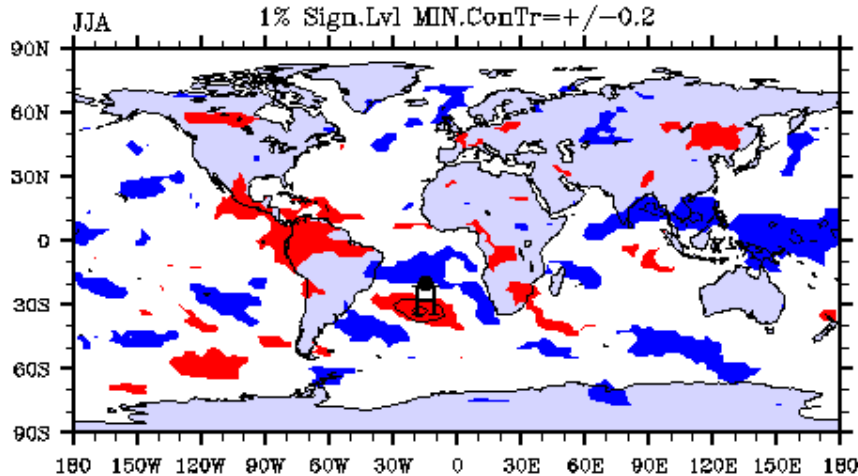 JJA
1% Sign.Lvl MIN.ConTr=+/-0.2
90N
60N
30N
0
30S
60S
90S
180 150W 120W 90W 60W 30W 0 30E 60E 90E 120E 150E 180